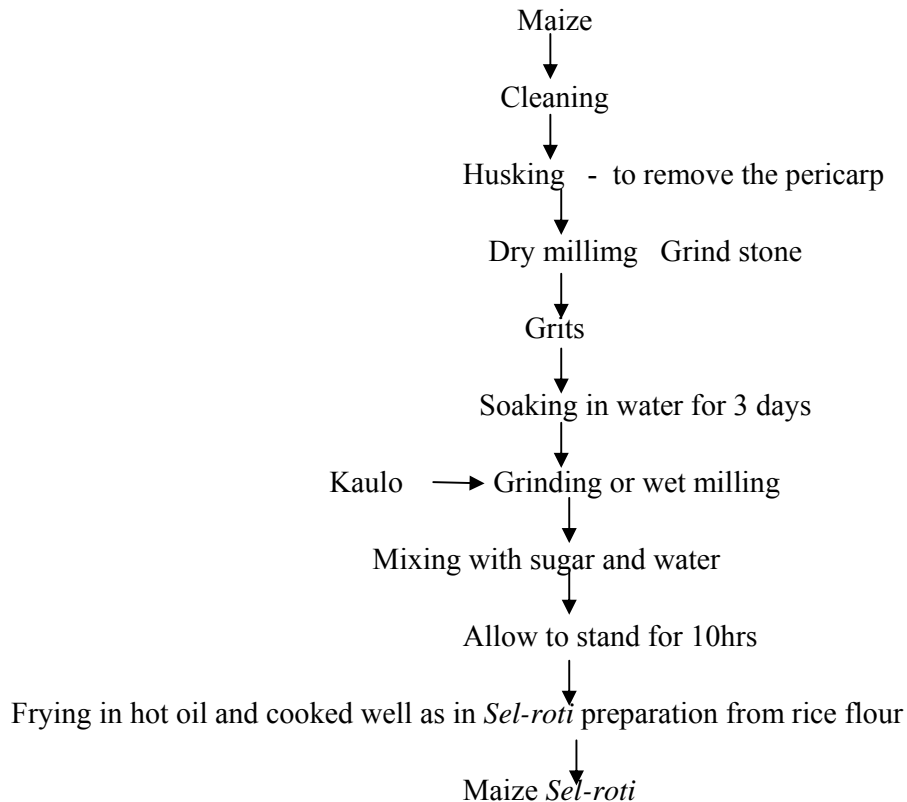 Maize
Cleaning
Husking - to remove the pericarp
Dry millimg Grind stone
Grits
Soaking in water for 3 days
Kaulo Grinding or wet milling
Mixing with sugar and water
Allow to stand for 10hrs
Frying in hot oil and cooked well as in Sel-roti preparation from rice flour
Maize Sel-roti